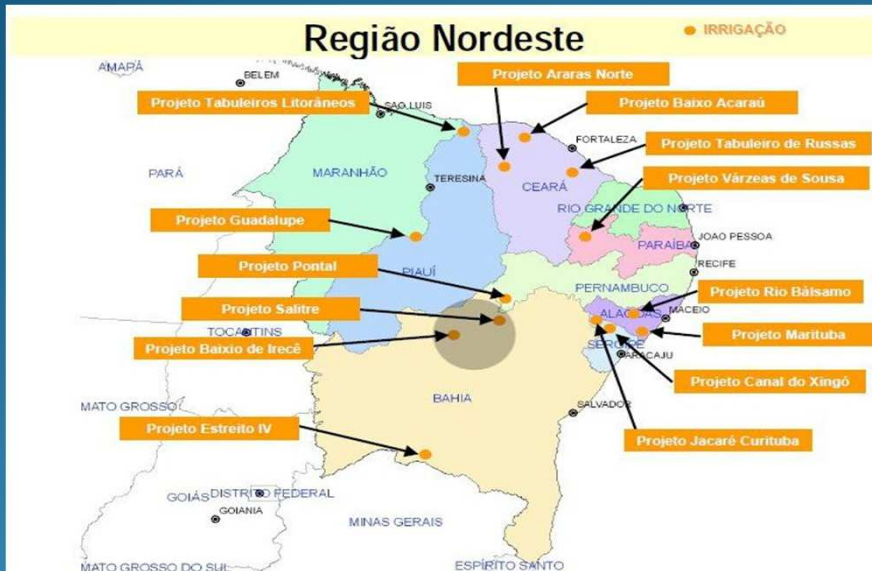 Região Nordeste
IRRIGAÇÃO
AMAPÁ
BELEM
Projeto Araras Norte
Projeto Tabuleiros Litorâneos
SAO LUIS
Projeto Baixo Acaraú
FORTALEZA
Projeto Tabuleiro de Russas
PARÁ
MARANHÃO
TERESINA
CEARÁ
Projeto Várzeas de Sousa
RIO GRANDE DO NORTE
Projeto Guadalupe
PARAÍBA
JOAO PESSOA
Projeto Pontal
PIAUÍ
RECIFE
PERNAMBUCO
Projeto Rio Bálsamo
Projeto Salitre
ALAGOAS
MACEIO
TOCANTINS
Projeto Marituba
Projeto Baixio de Irecê
SERGIPE
ARACAJU
Projeto Canal do Xingó
BAHIA
MATO GROSSO
SALVADOR
Projeto Estreito IV
Projeto Jacaré Curituba
GOIÁS
DISTRITO FEDERAL
GOIANIA
MINAS GERAIS
MATO GROSSO DO SUL
ESPÍRITO SANTO